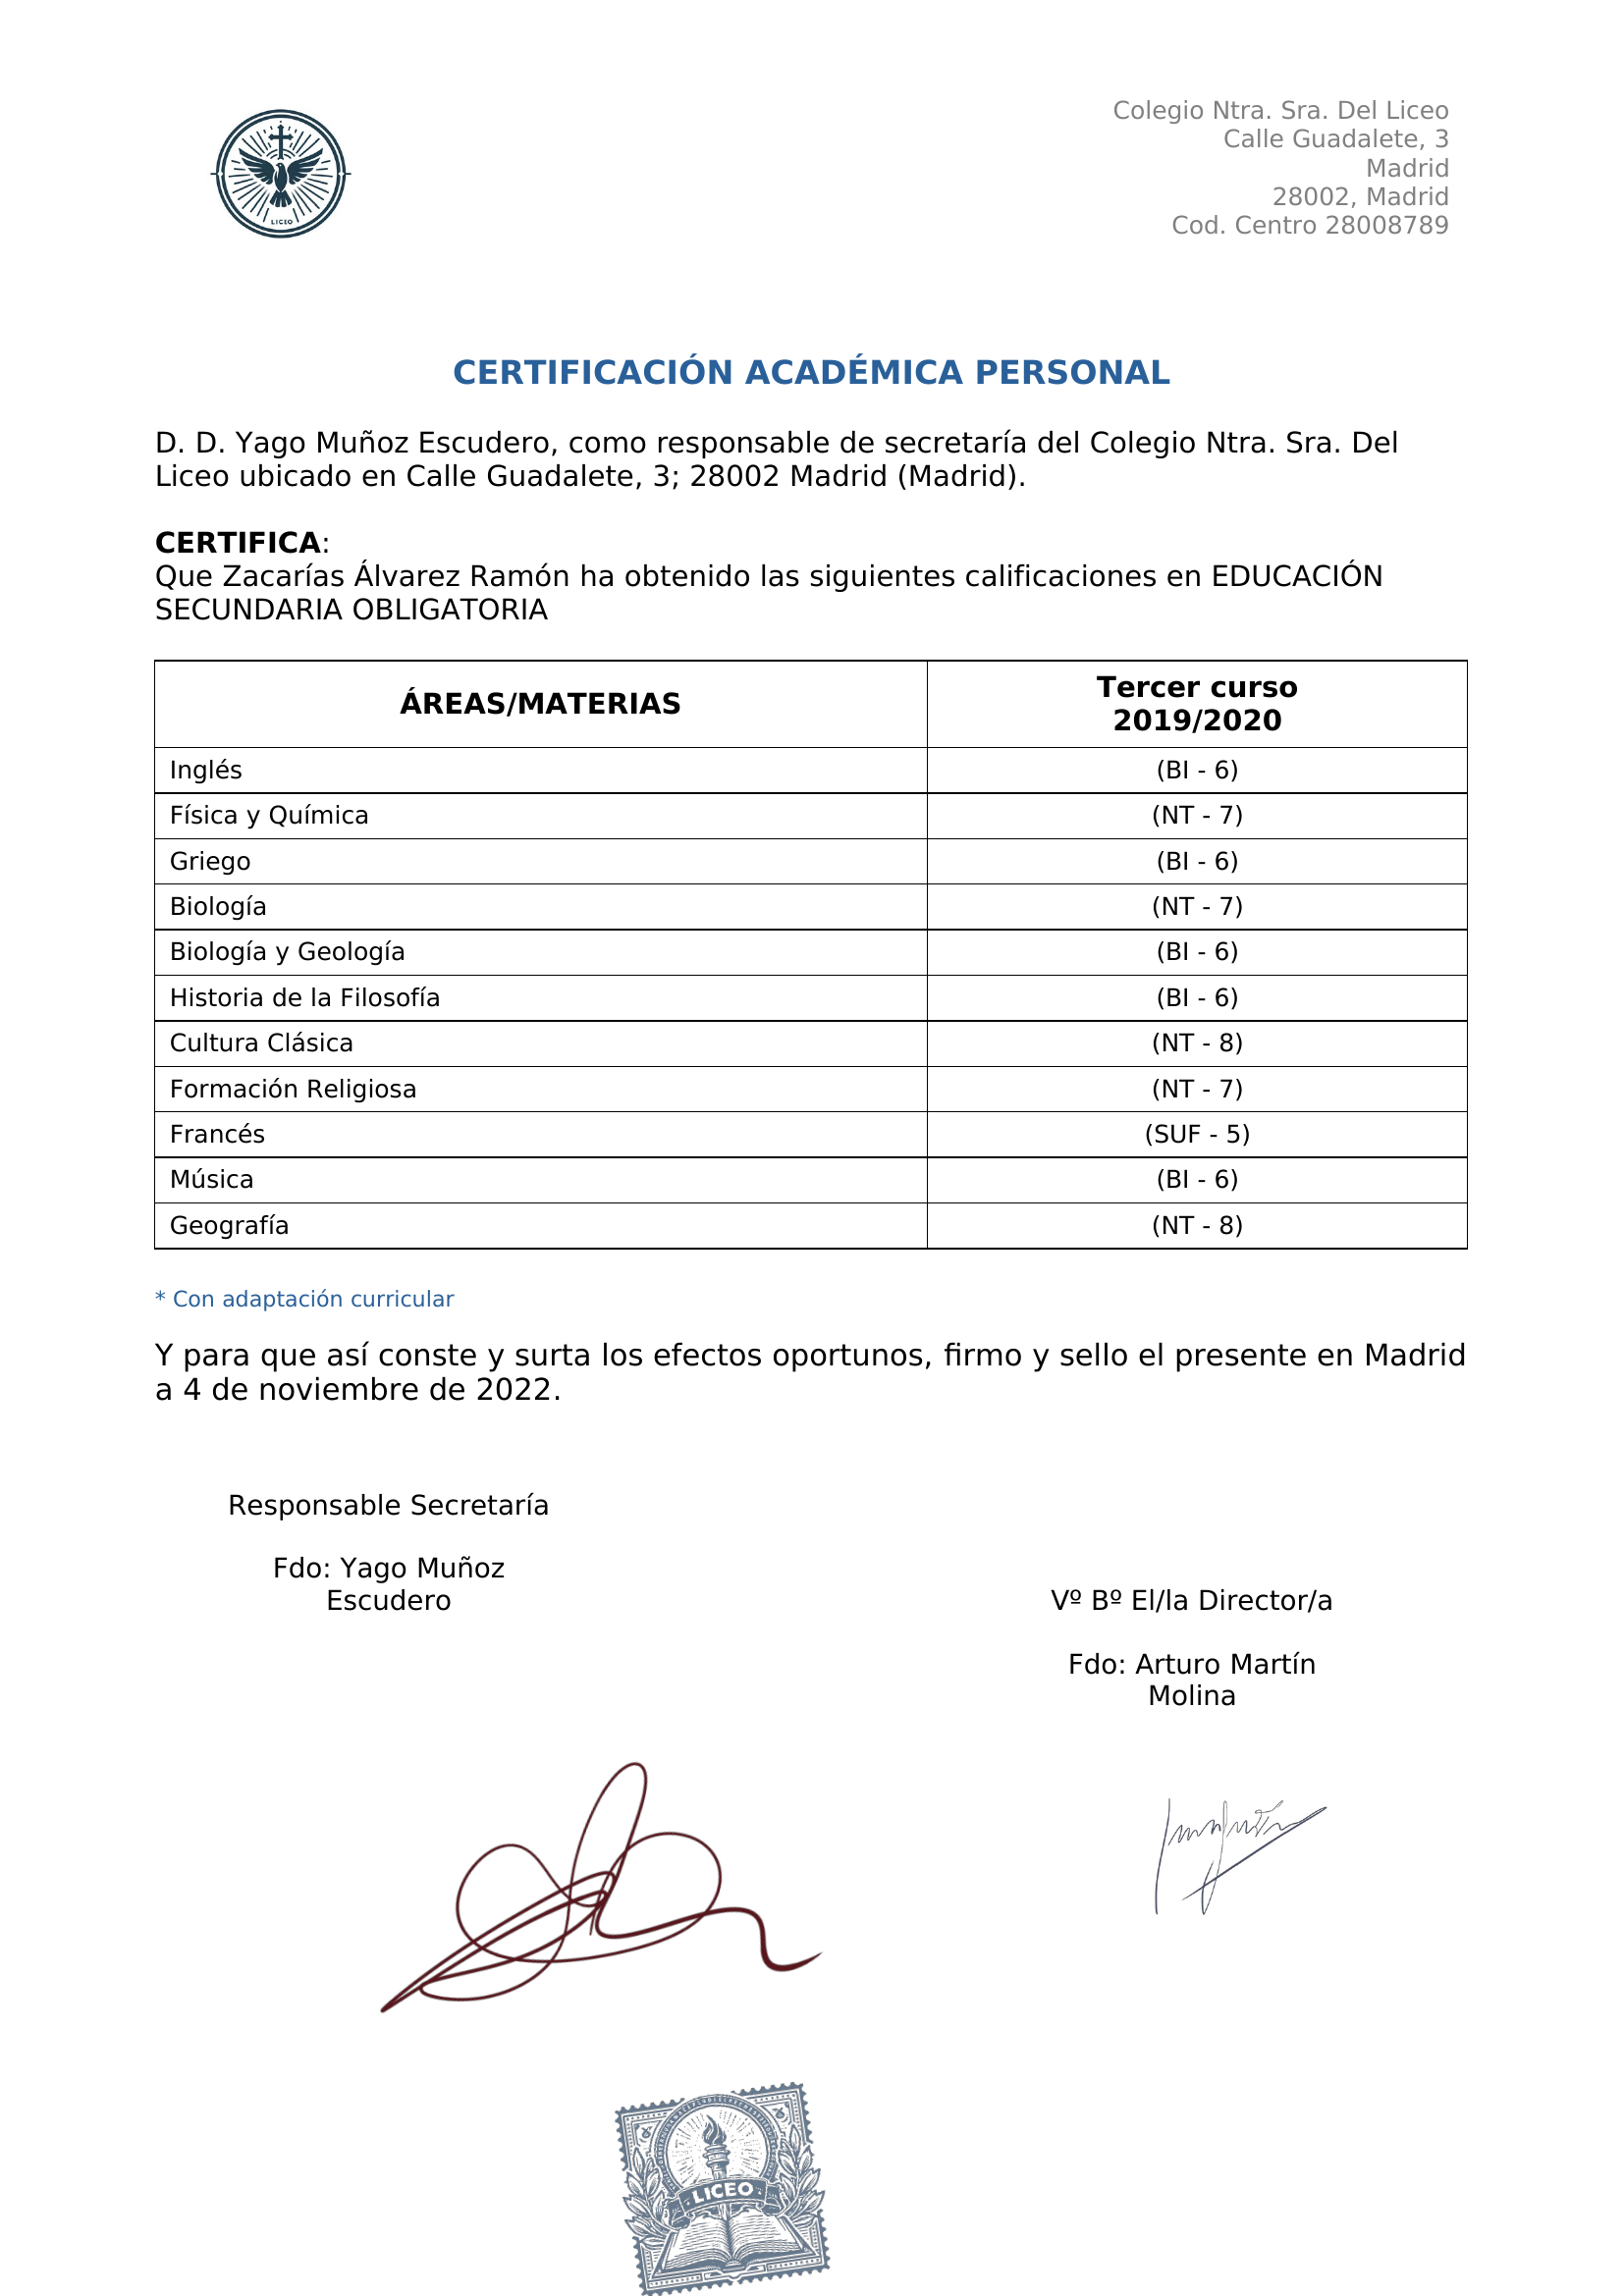 LICEO
Colegio Ntra. Sra. Del Liceo
Calle Guadalete, 3
Madrid
28002, Madrid
Cod. Centro 28008789
CERTIFICACIÓN ACADÉMICA PERSONAL
D. D. Yago Muñoz Escudero, como responsable de secretaría del Colegio Ntra. Sra. Del
Liceo ubicado en Calle Guadalete, 3; 28002 Madrid (Madrid).
CERTIFICA:
Que Zacarías Álvarez Ramón ha obtenido las siguientes calificaciones en EDUCACIÓN
SECUNDARIA OBLIGATORIA
ÁREAS/MATERIAS Tercer curso
2019/2020
Inglés (BI - 6)
Física y Química (NT - 7)
Griego (BI - 6)
Biología (NT - 7)
Biología y Geología (BI - 6)
Historia de la Filosofía (BI - 6)
Cultura Clásica (NT - 8)
Formación Religiosa (NT - 7)
Francés (SUF - 5)
Música (BI - 6)
Geografía (NT - 8)
* Con adaptación curricular
Y para que así conste y surta los efectos oportunos, firmo y sello el presente en Madrid
a 4 de noviembre de 2022.
Responsable Secretaría
Fdo: Yago Muñoz
Escudero
Vº Bº El/la Director/a
Fdo: Arturo Martín
Molina
LICEO